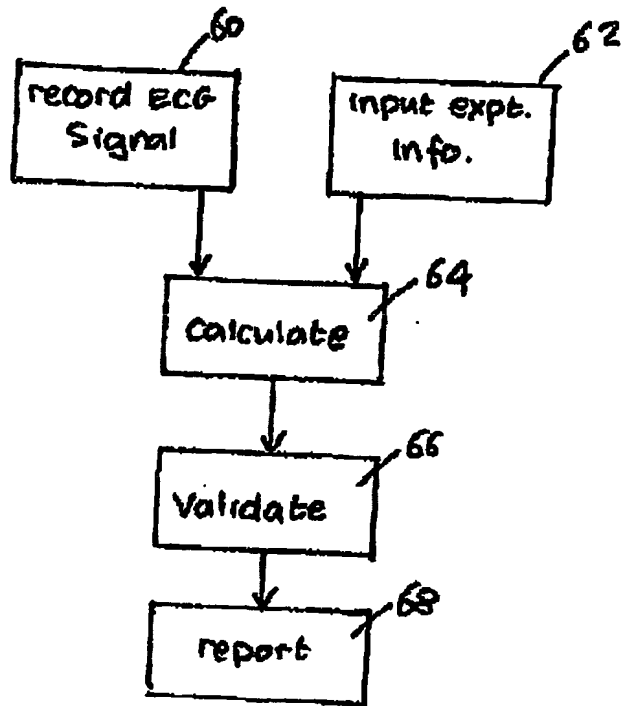 60
record ECG
Signal
62
Input expt.
Info.
64
Calculate
66
Validate
68
report